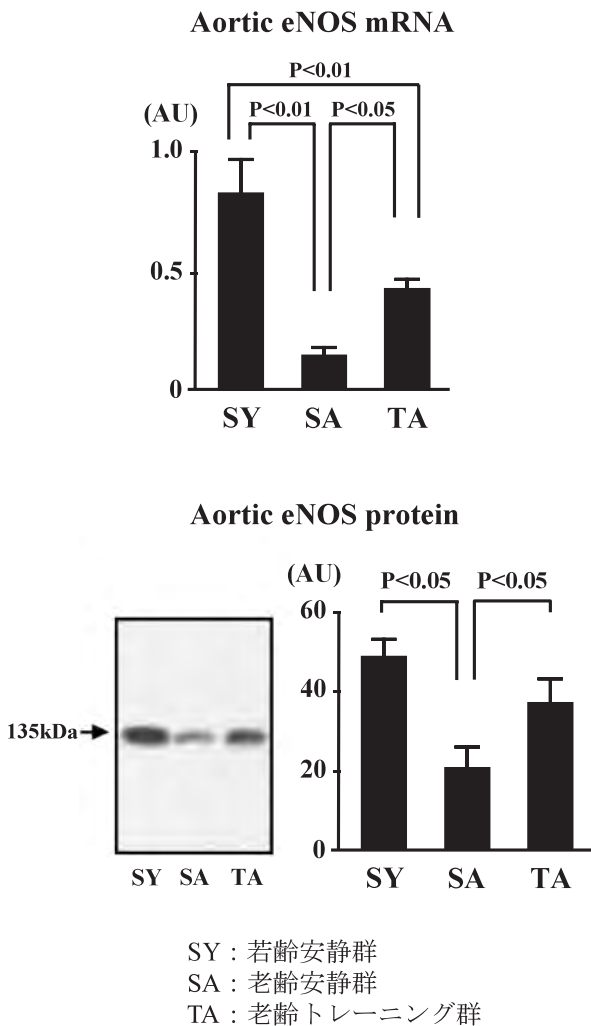 Aortic eNOS mRNA
P<0.01
(AU) P<0.01 P<0.05
1.0
0.5
0
SY SA TA
Aortic eNOS protein
(AU) P<0.05 P<0.05
60
40
135kDa
20
0
SY SA TA
SY SA TA
SY：若齢安静群
SA：老齢安静群
TA：老齢トレーニング群